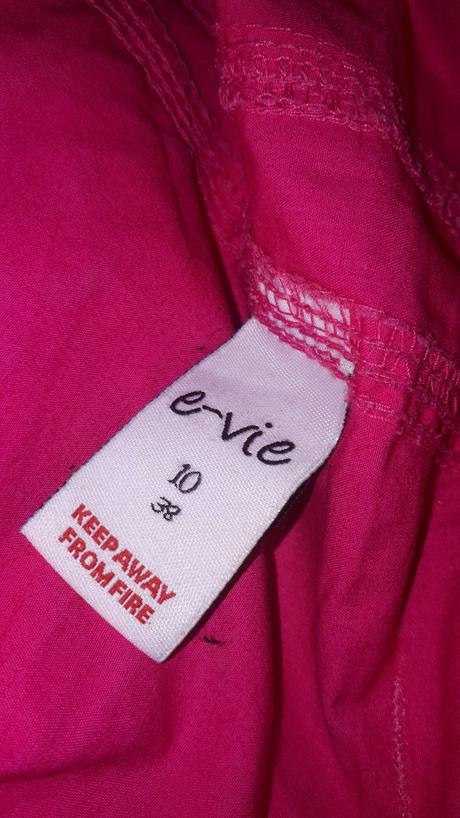 e-vie
10
38
KEEP AWAY
FROM FIRE